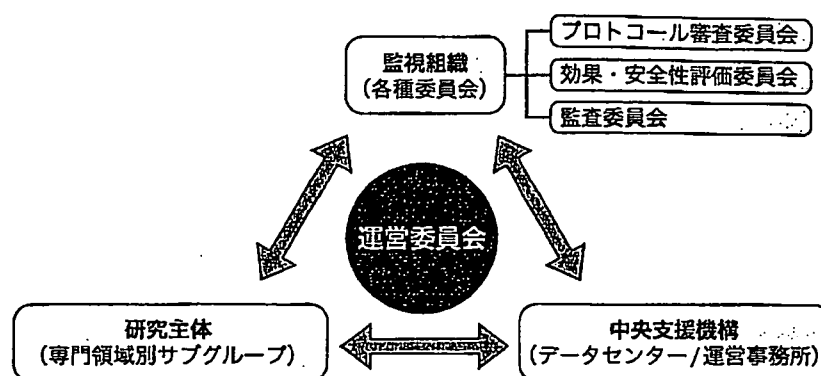 監視組織
(各種委員会)
プロトコール審査委員会
効果・安全性評価委員会
監査委員会
運営委員会
研究主体
(専門領域別サブグループ)
中央支援機構
(データセンター/運営事務所)